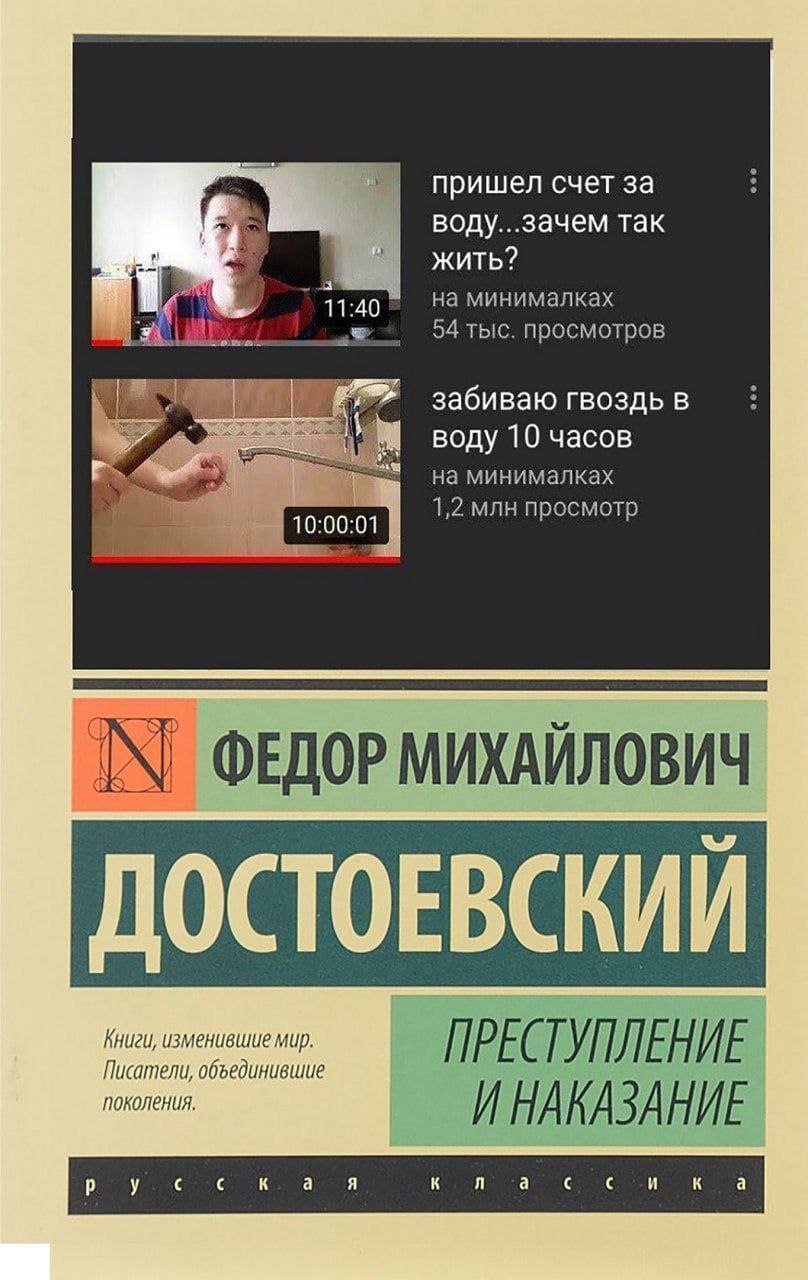 пришел счет за
воду...зачем так
жить?
на минималках
54 тыс. просмотров
11:40
забиваю гвоздь в
воду 10 часов
на минималках
1,2 млн просмотр
10:00:01
N
ФЕДОР МИХАЙЛОВИЧ
ДОСТОЕВСКИЙ
Книги, изменившие мир.
Писатели, объединившие
поколения.
ПРЕСТУПЛЕНИЕ
И НАКАЗАНИЕ
русская классика